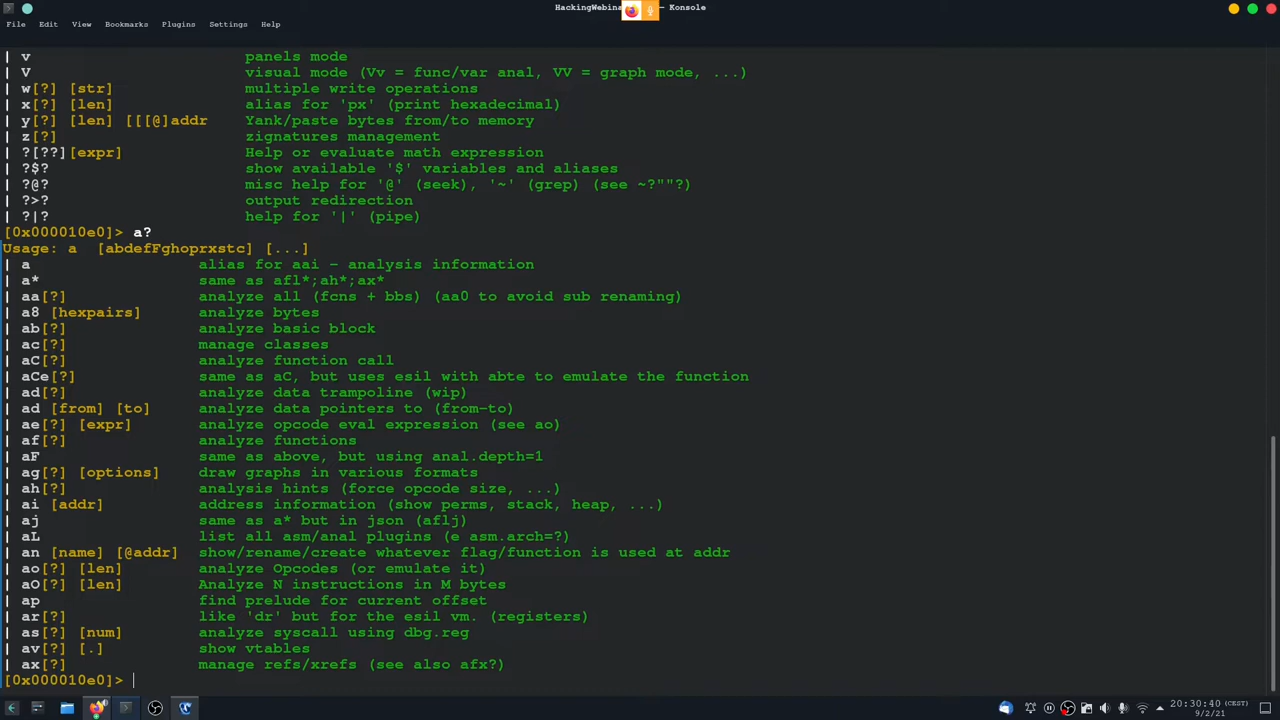 HackingWebina — Konsole
File Edit View Bookmarks Plugins Settings Help
| v panels mode
| V visual mode (Vv = func/var anal, VV = graph mode, ...)
| w[?] [str] multiple write operations
| x[?] [len] alias for 'px' (print hexadecimal)
| y[?] [len] [[[@]addr Yank/paste bytes from/to memory
| z[?] zignatures management
| ?[??][expr] Help or evaluate math expression
| ?$? show available '$' variables and aliases
| ?@? misc help for '@' (seek), '~' (grep) (see ~?""?)
| ?>? output redirection
| ?|? help for '|' (pipe)
[0x000010e0]> a?
Usage: a [abdefFghoprxstc] [...]
| a alias for aai - analysis information
| a* same as afl*;ah*;ax*
| aa[?] analyze all (fcns + bbs) (aa0 to avoid sub renaming)
| a8 [hexpairs] analyze bytes
| ab[?] analyze basic block
| ac[?] manage classes
| aC[?] analyze function call
| aCe[?] same as aC, but uses esil with abte to emulate the function
| ad[?] analyze data trampoline (wip)
| ad [from] [to] analyze data pointers to (from-to)
| ae[?] [expr] analyze opcode eval expression (see ao)
| af[?] analyze functions
| aF same as above, but using anal.depth=1
| ag[?] [options] draw graphs in various formats
| ah[?] analysis hints (force opcode size, ...)
| ai [addr] address information (show perms, stack, heap, ...)
| aj same as a* but in json (aflj)
| aL list all asm/anal plugins (e asm.arch=?)
| an [name] [@addr] show/rename/create whatever flag/function is used at addr
| ao[?] [len] analyze Opcodes (or emulate it)
| aO[?] [len] Analyze N instructions in M bytes
| ap find prelude for current offset
| ar[?] like 'dr' but for the esil vm. (registers)
| as[?] [num] analyze syscall using dbg.reg
| av[?] [.] show vtables
| ax[?] manage refs/xrefs (see also afx?)
[0x000010e0]>
20:30:40 (CEST)
9/2/21